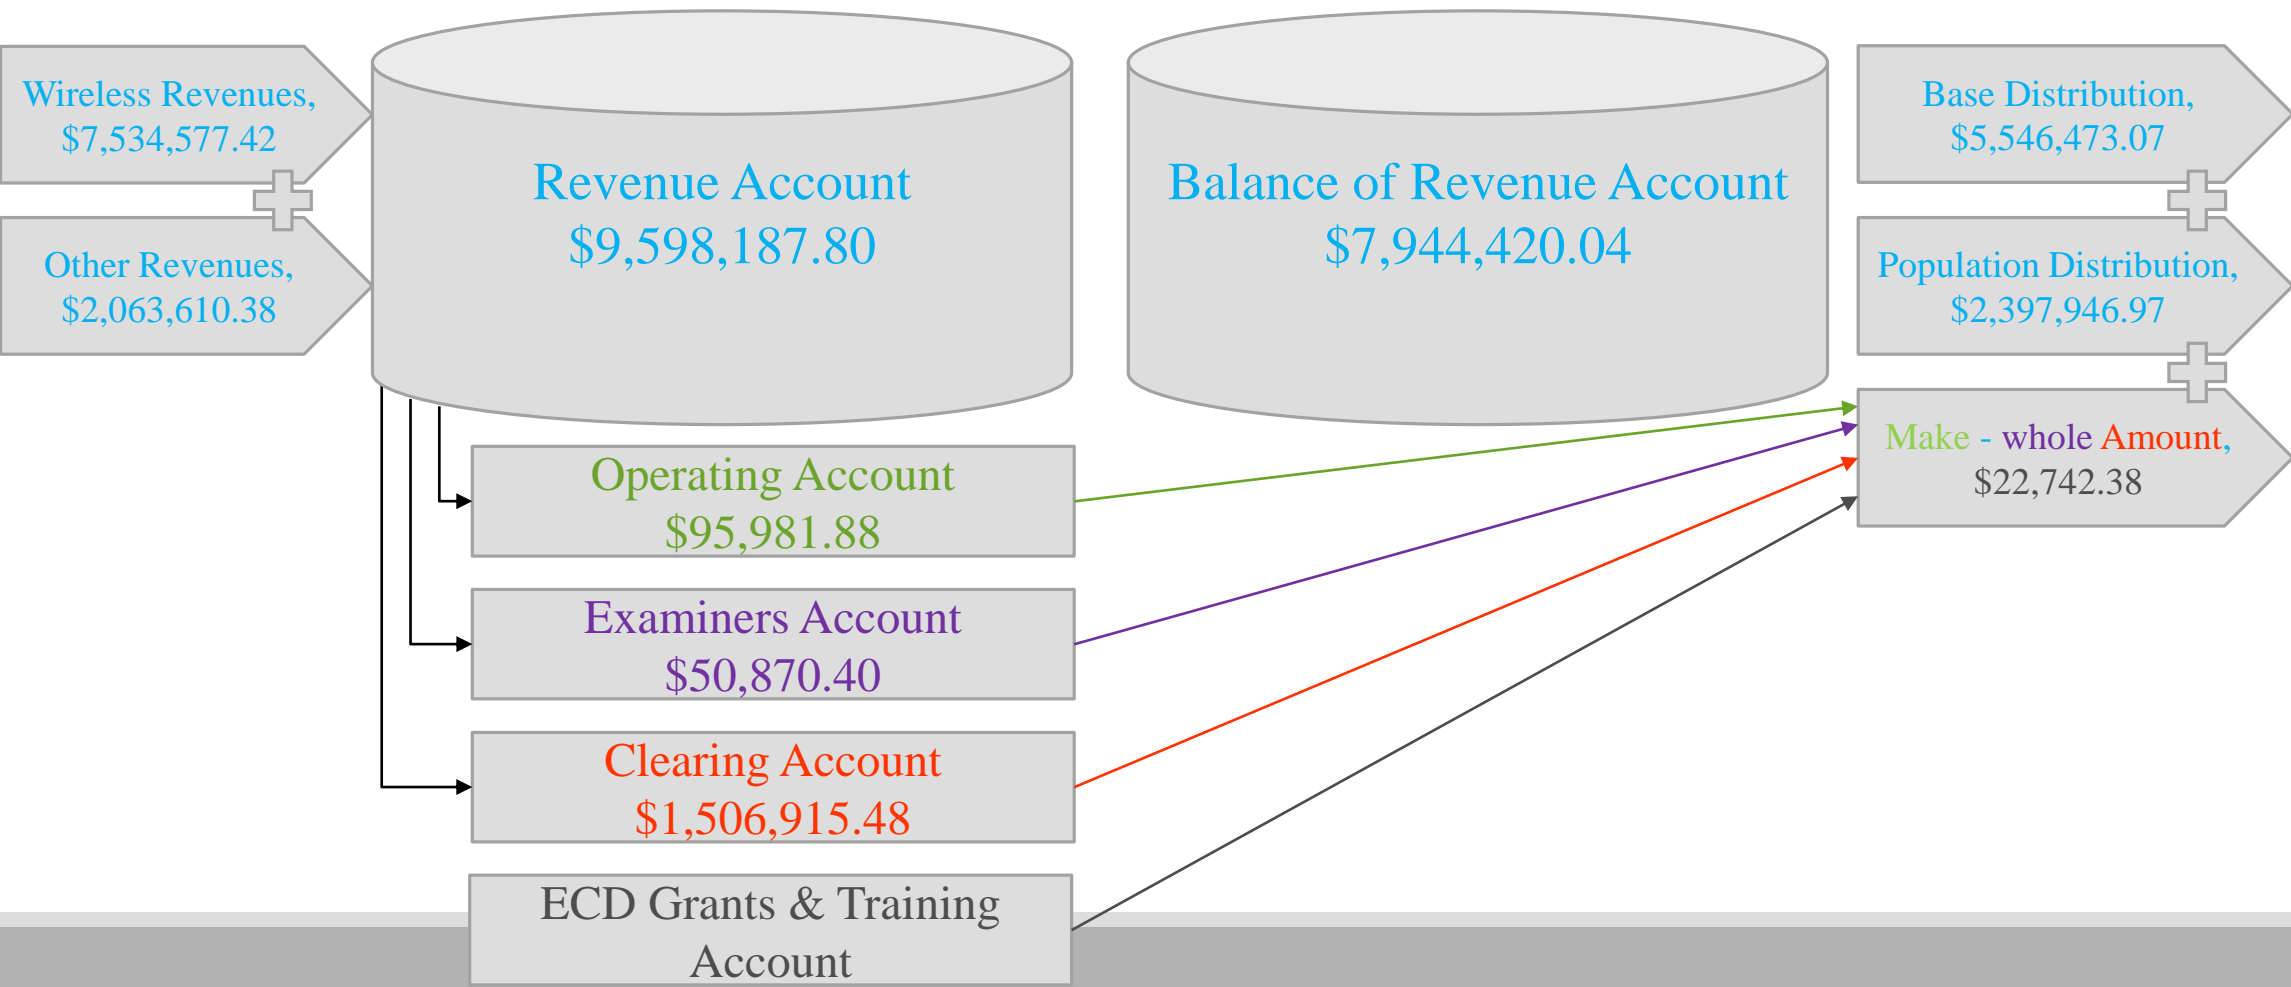 Wireless Revenues,
$7,534,577.42
Other Revenues,
$2,063,610.38
Revenue Account
$9,598,187.80
Balance of Revenue Account
$7,944,420.04
Base Distribution,
$5,546,473.07
Population Distribution,
$2,397,946.97
Make - whole Amount,
$22,742.38
Operating Account
$95,981.88
Examiners Account
$50,870.40
Clearing Account
$1,506,915.48
ECD Grants & Training
Account